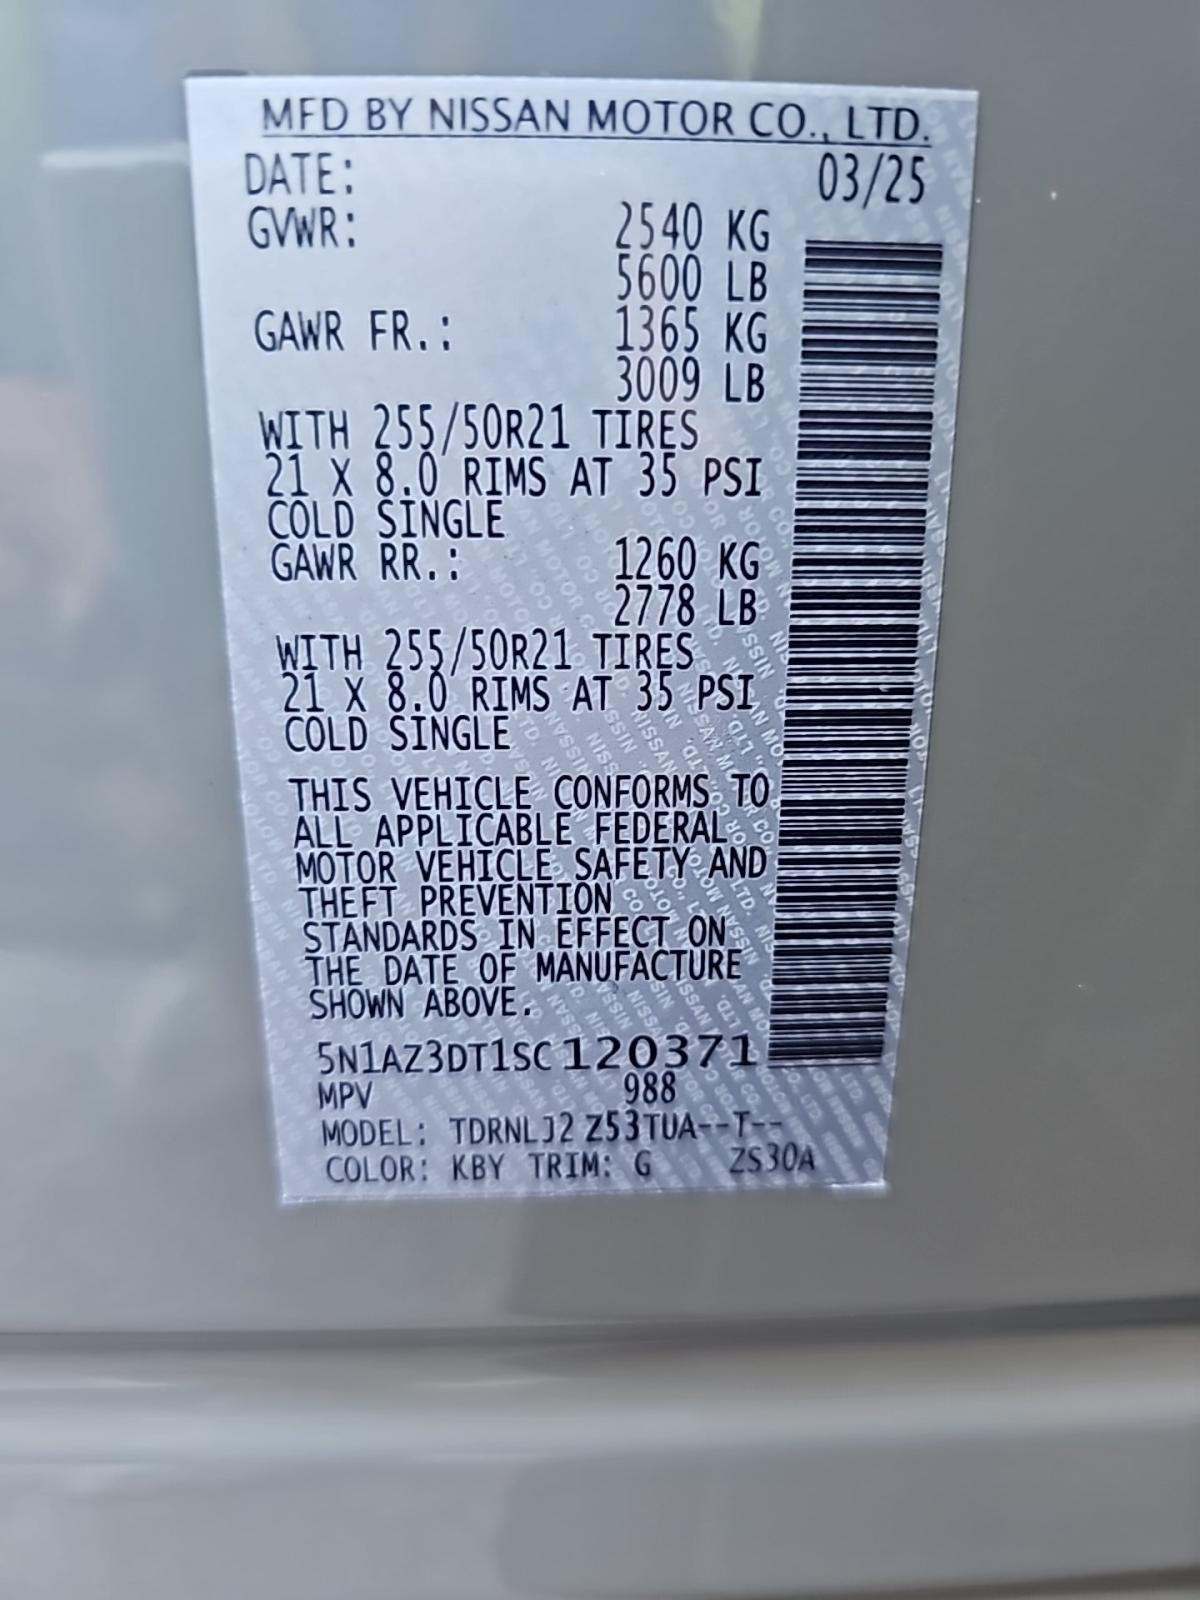 MFD BY NISSAN MOTOR CO., LTD.
DATE: 03/25
GVWR: 2540 KG
5600 LB
GAWR FR.: 1365 KG
3009 LB
WITH 255/50R21 TIRES
21 X 8.0 RIMS AT 35 PSI
COLD SINGLE
GAWR RR.: 1260 KG
2778 LB
WITH 255/50R21 TIRES
21 X 8.0 RIMS AT 35 PSI
COLD SINGLE
THIS VEHICLE CONFORMS TO
ALL APPLICABLE FEDERAL
MOTOR VEHICLE SAFETY AND
THEFT PREVENTION
STANDARDS IN EFFECT ON
THE DATE OF MANUFACTURE
SHOWN ABOVE.
5N1AZ3DT1SC120371
MPV 988
MODEL: TDRNLJ2 Z53TUA--T--
COLOR: KBY TRIM: G ZS30A